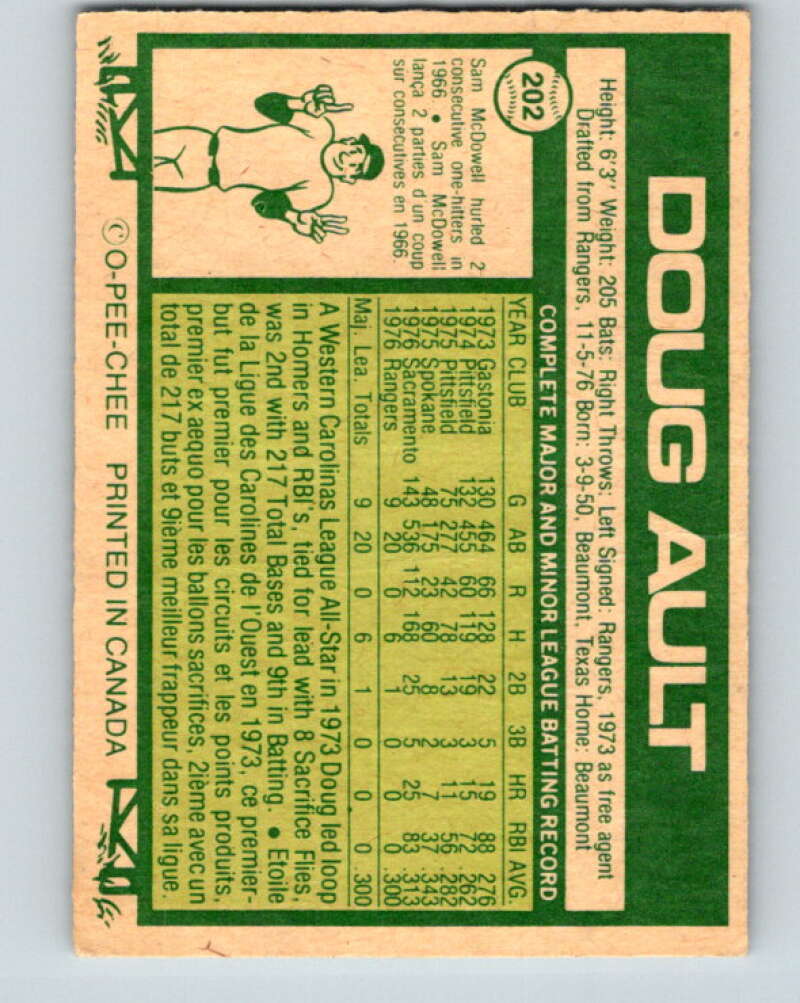 DOUG AULT
Height: 6'3'' Weight: 205 Bats: Right Throws: Left Signed: Rangers, 1973 as free agent
Drafted from Rangers, 11-5-76 Born: 3-9-50, Beaumont, Texas Home: Beaumont
202
Sam McDowell hurled 2
consecutive one-hitters in
1966 ● Sam McDowell
lança 2 parties d'un coup
sur consecutives en 1966.
COMPLETE MAJOR AND MINOR LEAGUE BATTING RECORD
YEAR CLUB G AB R H 2B 3B HR RBI AVG.
1973 Gastonia 130 464 66 128 22 5 19 88 .276
1974 Pittsfield 132 455 60 119 19 3 15 72 .262
1975 Pittsfield 75 277 42 78 13 3 11 56 .282
1975 Spokane 48 175 23 60 8 2 7 37 .343
1976 Sacramento 143 536 112 168 25 5 25 83 .313
1976 Rangers 9 20 0 6 1 0 0 0 .300
Maj. Lea. Totals 9 20 0 6 1 0 0 0 .300
A Western Carolinas League All-Star in 1973 Doug led loop
in Homers and RBI's, tied for lead with 8 Sacrifice Flies,
was 2nd with 217 Total Bases and 9th in Batting. ● Etoile
de la Ligue des Carolines de l'Ouest en 1973, ce premier-
but fut premier pour les circuits et les points produits,
premier ex aequo pour les ballons sacrifices, 2ième avec un
total de 217 buts et 9ième meilleur frappeur dans sa ligue.
© O-PEE-CHEE PRINTED IN CANADA